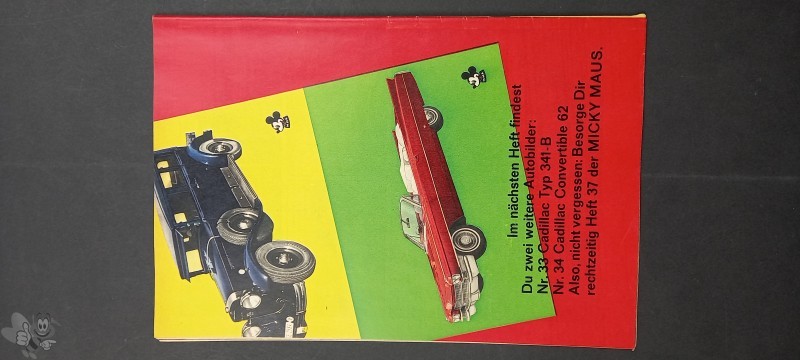 Im nächsten Heft findest
Du zwei weitere Autobilder:
Nr. 33 Cadillac Typ 341-B
Nr. 34 Cadillac Convertible 62
Also, nicht vergessen: Besorge Dir
rechtzeitig Heft 37 der MICKY MAUS.